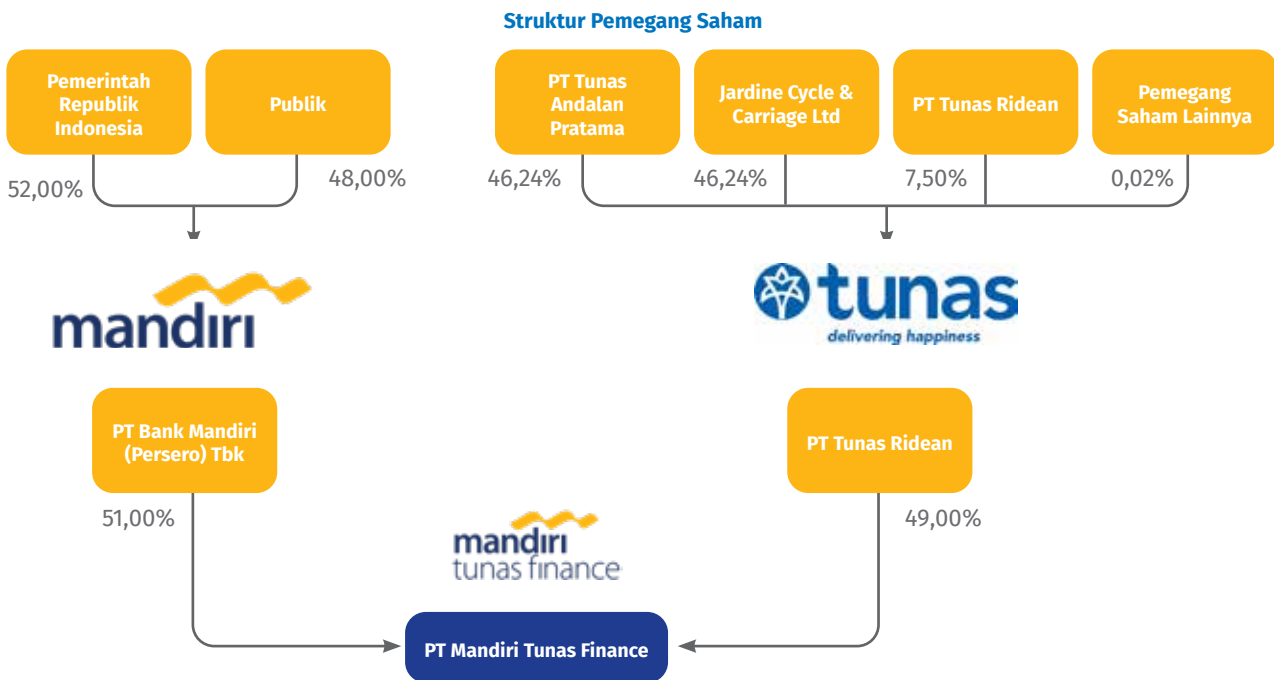 Struktur Pemegang Saham
Pemerintah
Republik
Indonesia
Publik
PT Tunas
Andalan
Pratama
Jardine Cycle &
Carriage Ltd
PT Tunas Ridean
Pemegang
Saham Lainnya
52,00%
48,00%
46,24%
46,24%
7,50%
0,02%
mandırı
tunas
delivering happiness
PT Bank Mandiri
(Persero) Tbk
PT Tunas Ridean
51,00%
49,00%
mandırı
tunas finance
PT Mandiri Tunas Finance